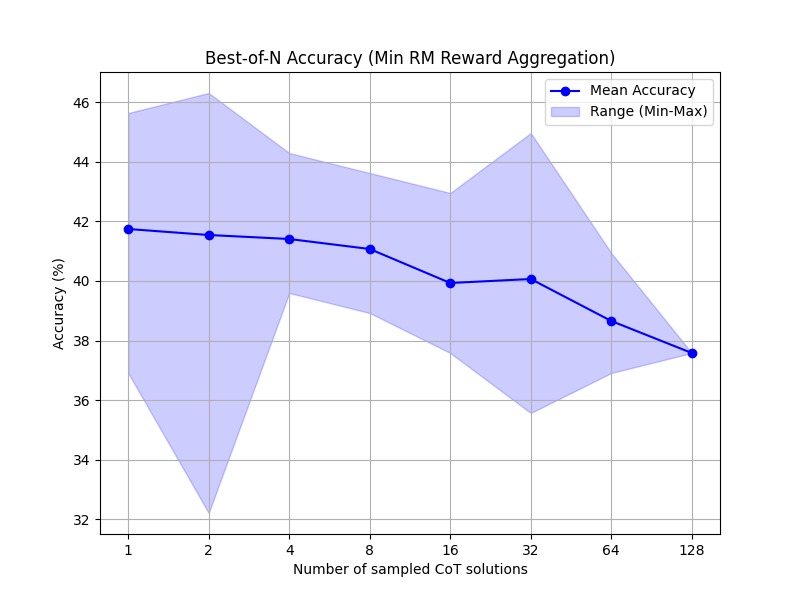 Best-of-N Accuracy (Min RM Reward Aggregation)
Mean Accuracy
Range (Min-Max)
Accuracy (%)
46
44
42
40
38
36
34
32
1 2 4 8 16 32 64 128
Number of sampled CoT solutions